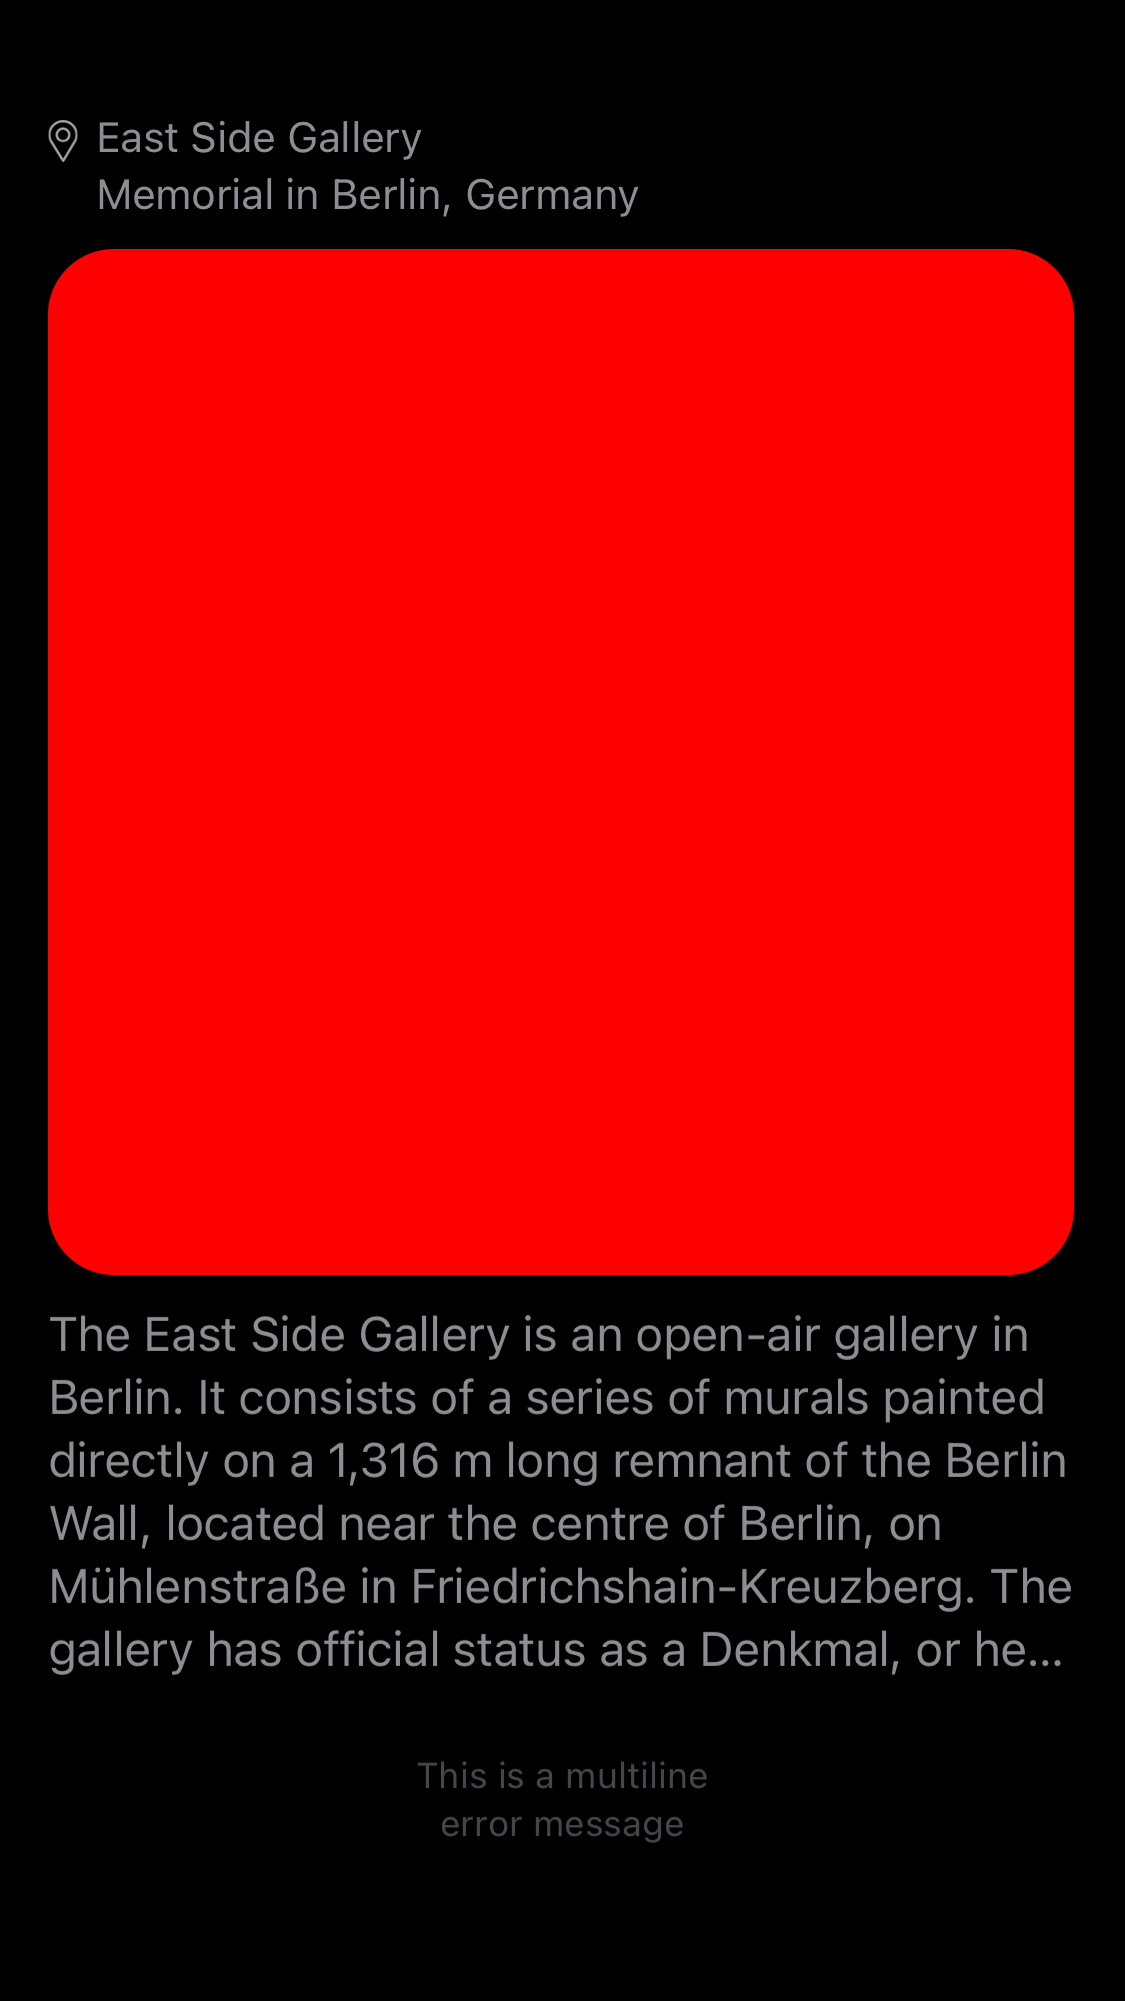 East Side Gallery
Memorial in Berlin, Germany
The East Side Gallery is an open-air gallery in
Berlin. It consists of a series of murals painted
directly on a 1,316 m long remnant of the Berlin
Wall, located near the centre of Berlin, on
Mühlenstraße in Friedrichshain-Kreuzberg. The
gallery has official status as a Denkmal, or he...
This is a multiline
error message